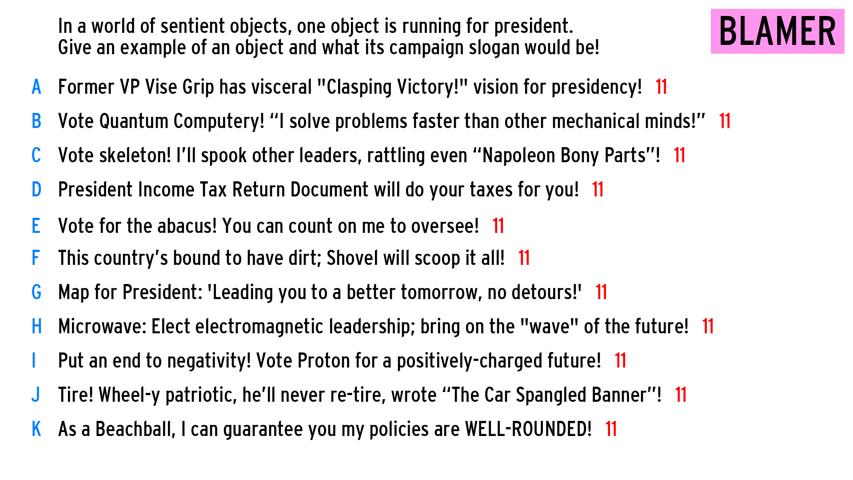 In a world of sentient objects, one object is running for president.
Give an example of an object and what its campaign slogan would be!
BLAMER
A Former VP Vise Grip has visceral "Clasping Victory!" vision for presidency! 11
B Vote Quantum Computery! “I solve problems faster than other mechanical minds!” 11
C Vote skeleton! I’ll spook other leaders, rattling even “Napoleon Bony Parts”! 11
D President Income Tax Return Document will do your taxes for you! 11
E Vote for the abacus! You can count on me to oversee! 11
F This country’s bound to have dirt; Shovel will scoop it all! 11
G Map for President: 'Leading you to a better tomorrow, no detours!' 11
H Microwave: Elect electromagnetic leadership; bring on the "wave" of the future! 11
I Put an end to negativity! Vote Proton for a positively-charged future! 11
J Tire! Wheel-y patriotic, he’ll never re-tire, wrote “The Car Spangled Banner”! 11
K As a Beachball, I can guarantee you my policies are WELL-ROUNDED! 11